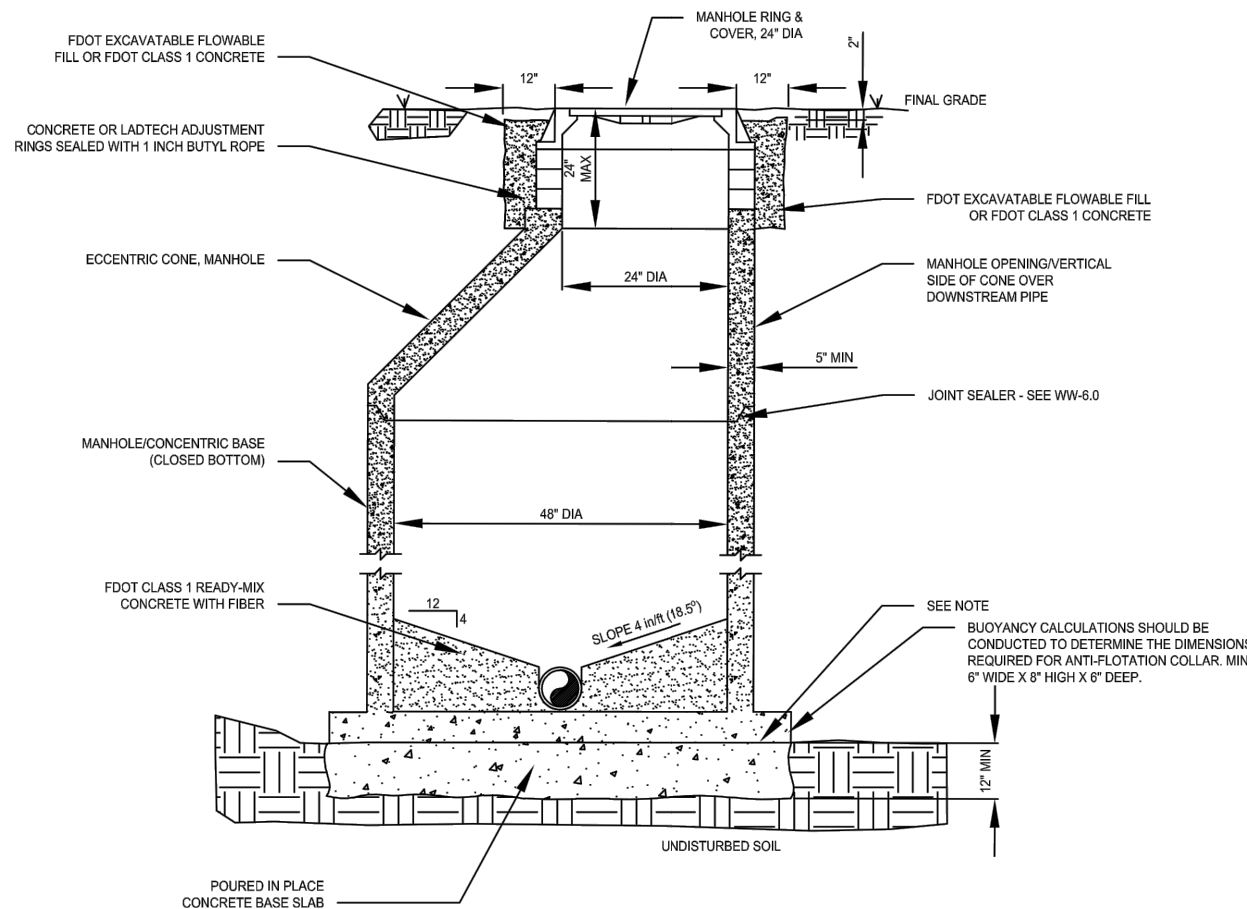 MANHOLE RING &
COVER, 24" DIA
FDOT EXCAVATABLE FLOWABLE
FILL OR FDOT CLASS 1 CONCRETE
2"
12"
12"
FINAL GRADE
CONCRETE OR LADTECH ADJUSTMENT
RINGS SEALED WITH 1 INCH BUTYL ROPE
24"
MAX
FDOT EXCAVATABLE FLOWABLE FILL
OR FDOT CLASS 1 CONCRETE
ECCENTRIC CONE, MANHOLE
24" DIA
MANHOLE OPENING/VERTICAL
SIDE OF CONE OVER
DOWNSTREAM PIPE
5" MIN
JOINT SEALER - SEE WW-6.0
MANHOLE/CONCENTRIC BASE
(CLOSED BOTTOM)
48" DIA
FDOT CLASS 1 READY-MIX
CONCRETE WITH FIBER
12
4
SLOPE 4 in/ft (18.5º)
SEE NOTE
BUOYANCY CALCULATIONS SHOULD BE
CONDUCTED TO DETERMINE THE DIMENSIONS
REQUIRED FOR ANTI-FLOTATION COLLAR. MIN
6" WIDE X 8" HIGH X 6" DEEP.
12" MIN
UNDISTURBED SOIL
POURED IN PLACE
CONCRETE BASE SLAB